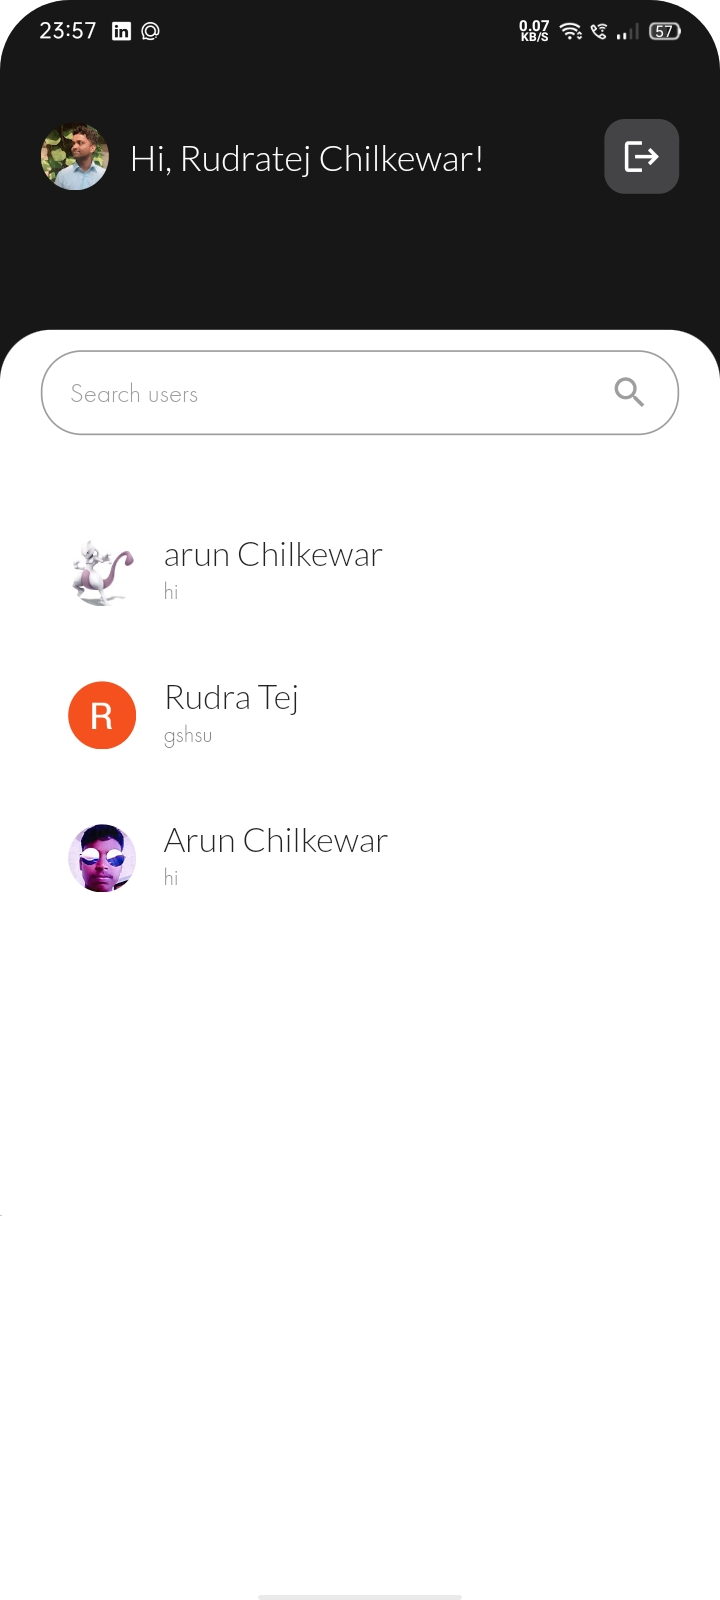 23:57
0.07
KB/S
57
Hi, Rudratej Chilkewar!
Search users
arun Chilkewar
hi
R
Rudra Tej
gshsu
Arun Chilkewar
hi